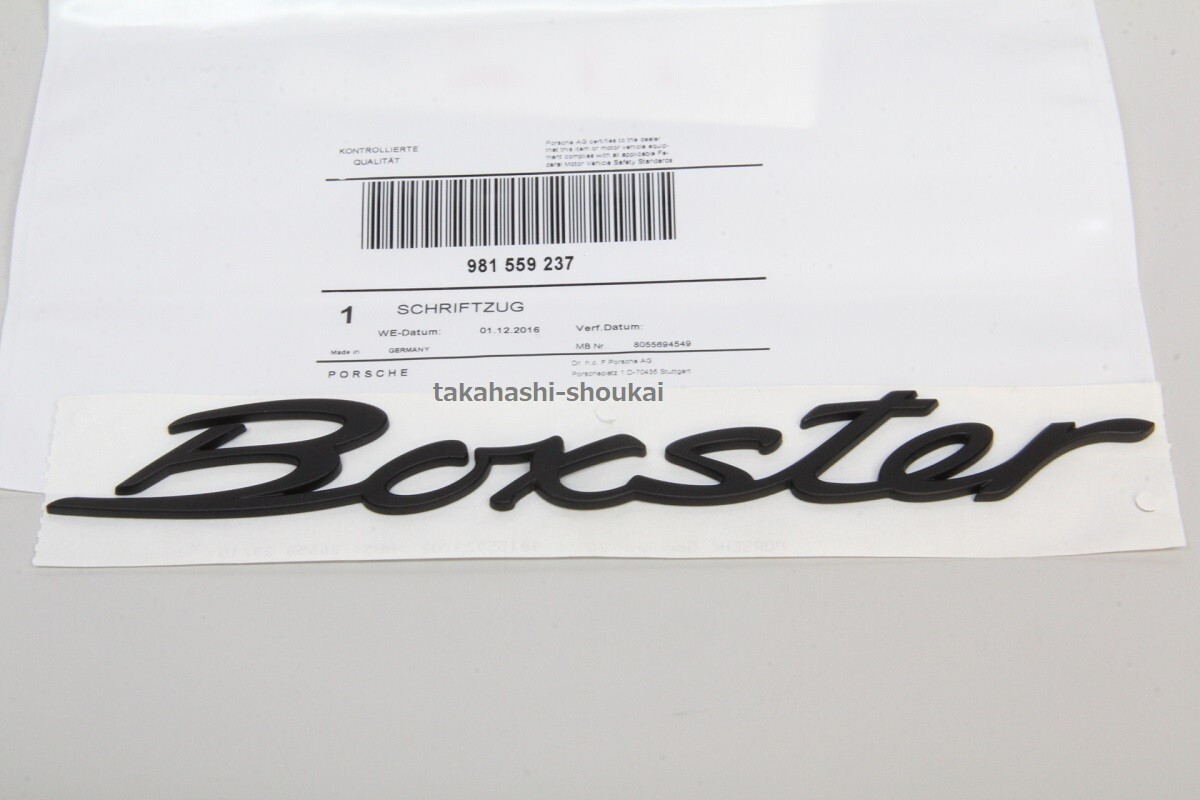 KONTROLLIERTE
QUALITÄT
Porsche AG certifies to the dealer
that this item or motor vehicle equip-
ment complies with all applicable Fe-
deral Motor Vehicle Safety Standards
981 559 237
1 SCHRIFTZUG
WE-Datum: 01.12.2016 Verf.Datum:
Made in GERMANY MB Nr.: 8055694549
PORSCHE Dr. h.c. F Porsche AG
Porscheplatz 1 D-70435 Stuttgart
takahashi-shoukai
Boxster